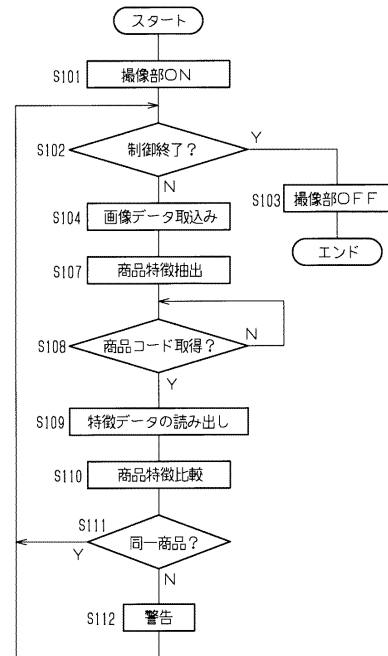 スタート
S101 撮像部ON
S102 制御終了? Y
N
S103 撮像部OFF
S104 画像データ取込み
エンド
S107 商品特徴抽出
N
S108 商品コード取得?
Y
S109 特徴データの読み出し
S110 商品特徴比較
S111
Y 同一商品?
N
S112 警告